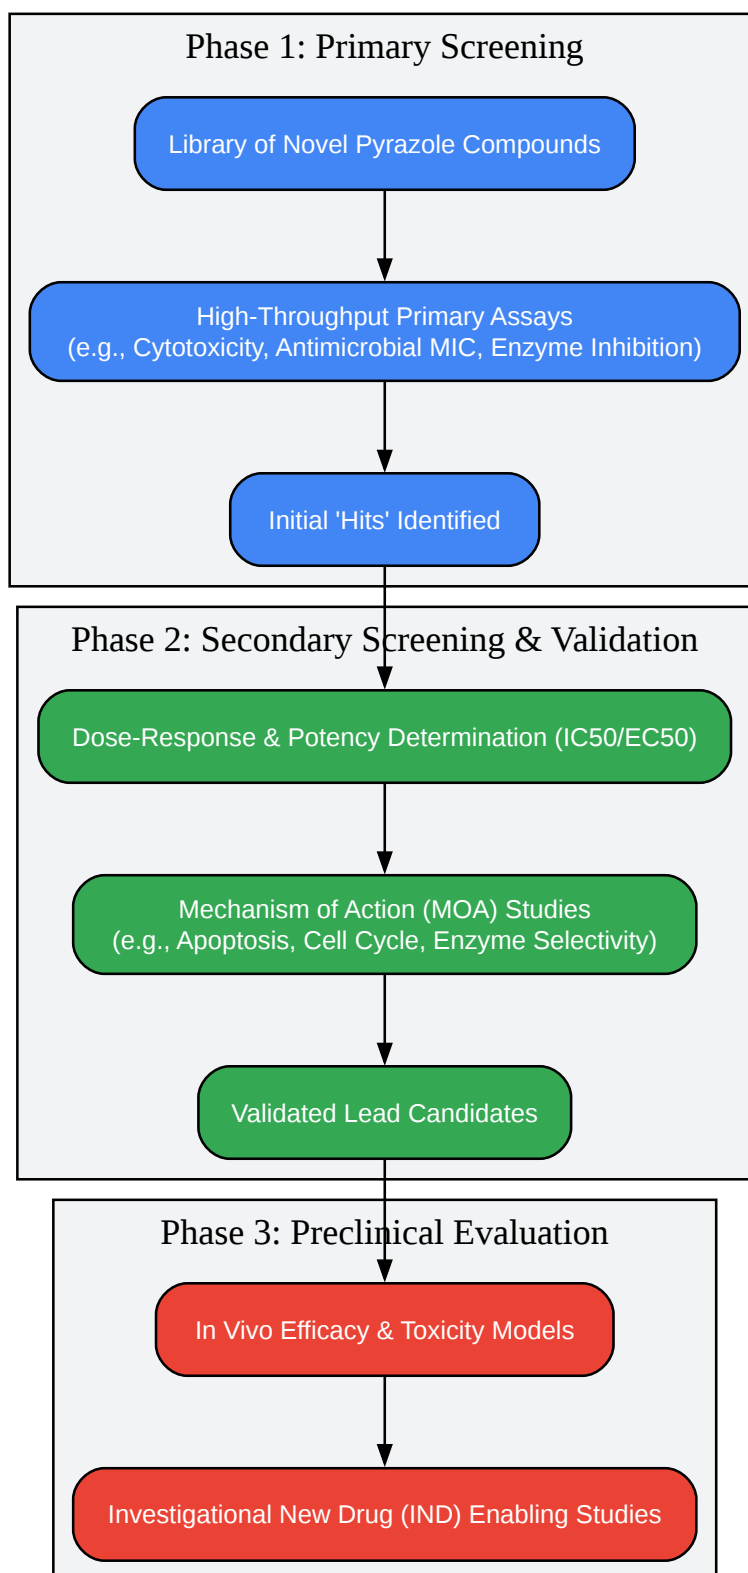 Phase 1: Primary Screening
Library of Novel Pyrazole Compounds
High-Throughput Primary Assays
(e.g., Cytotoxicity, Antimicrobial MIC, Enzyme Inhibition)
Initial 'Hits' Identified
Phase 2: Secondary Screening & Validation
Dose-Response & Potency Determination (IC50/EC50)
Mechanism of Action (MOA) Studies
(e.g., Apoptosis, Cell Cycle, Enzyme Selectivity)
Validated Lead Candidates
Phase 3: Preclinical Evaluation
In Vivo Efficacy & Toxicity Models
Investigational New Drug (IND) Enabling Studies